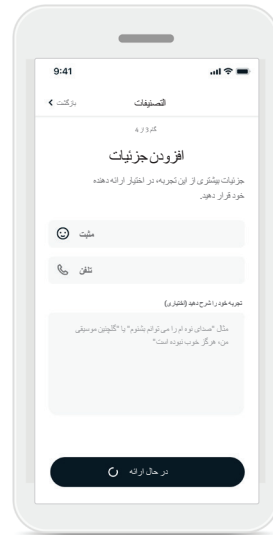 9:41
التصنيفات
بازگشت
گام 3 از 4
افزودن جزئیات
جزئیات بیشتری از این تجربه، در اختیار ارائه دهنده
خود قرار دهید.
مثبت
تلفن
تجربه خود را شرح دهید (اختیاری)
مثال "صدای نوه ام را می توانم بشنوم" یا "گلچین موسیقی
من، هرگز خوب نبوده است"
در حال ارائه